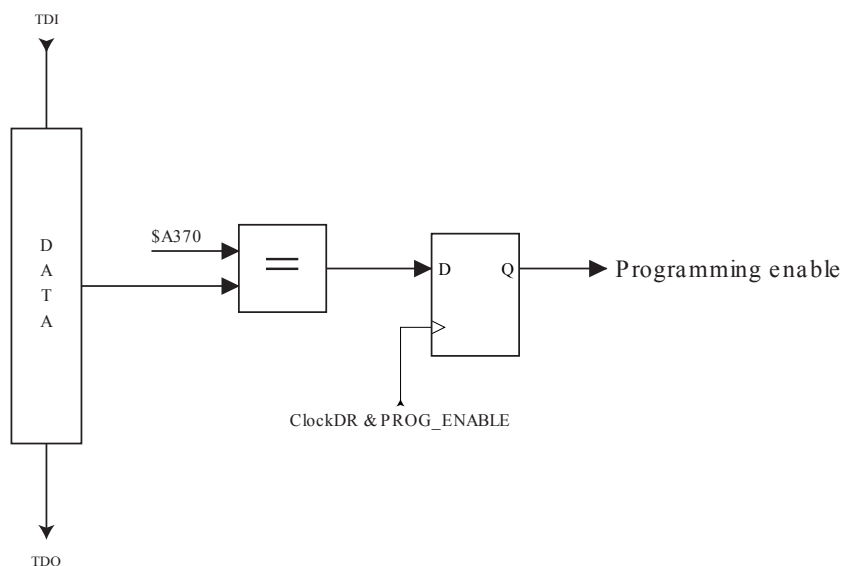 TDI
D
A
T
A
$A370
=
D
Q
Programming enable
ClockDR & PROG_ENABLE
TDO